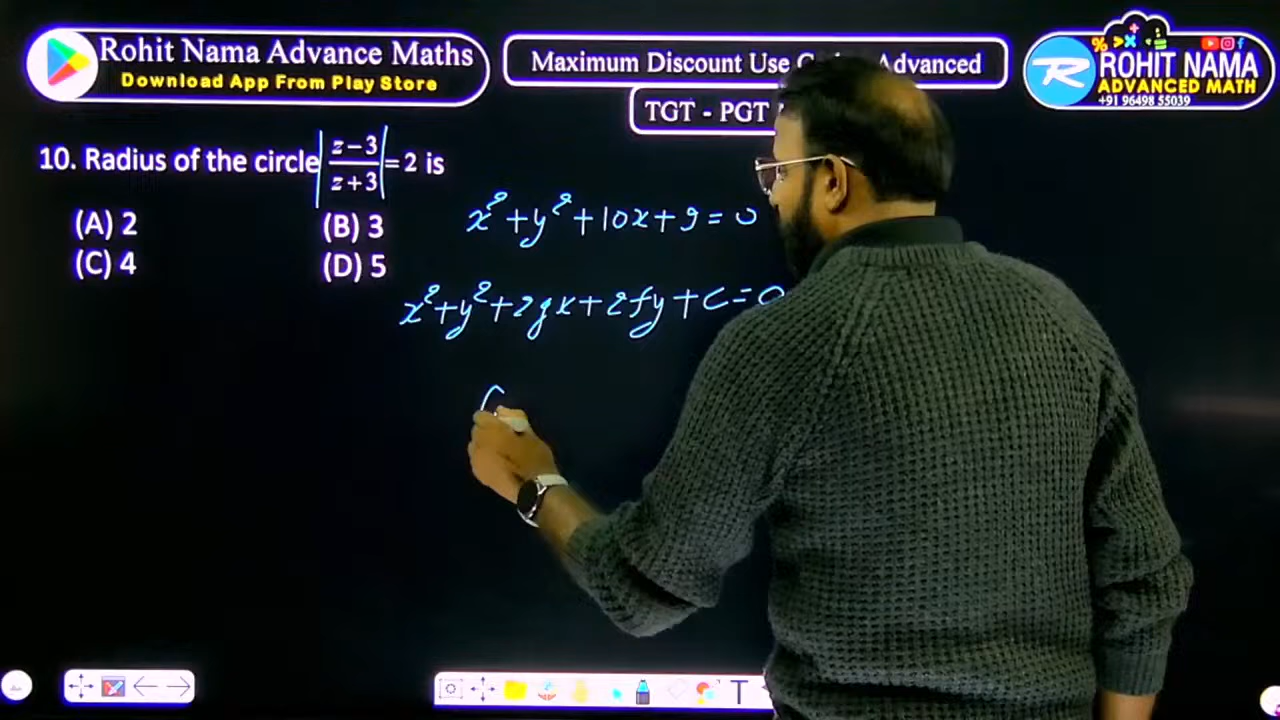 Rohit Nama Advance Maths
Download App From Play Store
Maximum Discount Use Advanced
TGT - PGT
ROHIT NAMA
ADVANCED MATH
+91 96498 55039
10. Radius of the circle |z-3/z+3| = 2 is
(A) 2 (B) 3
(C) 4 (D) 5
x²+y²+10x+9=0
x²+y²+2gx+2fy+c=0
T